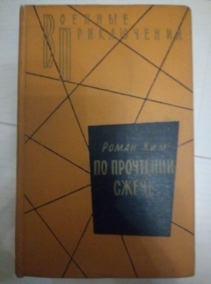 Военные
Приключения
Роман Ким
ПО ПРОЧТЕНИИ
СЖЕЧЬ